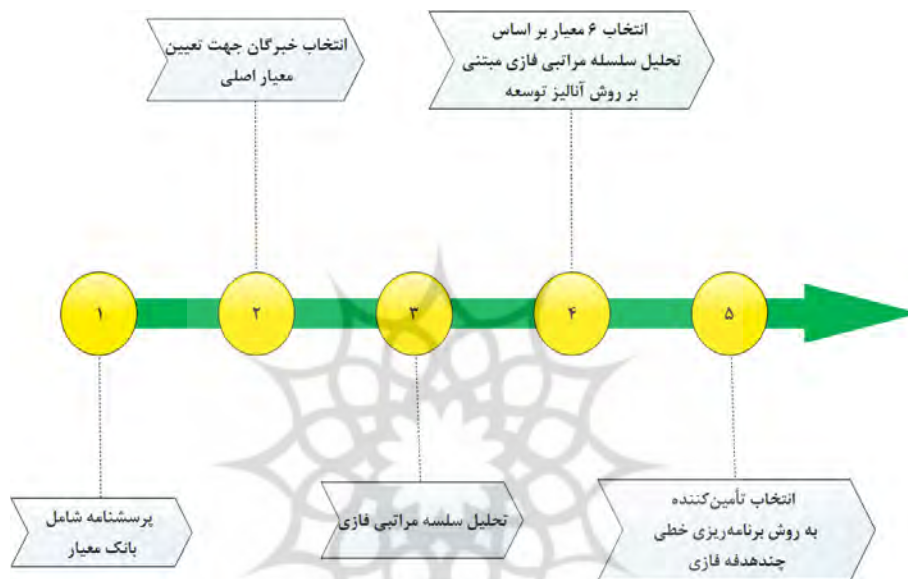 انتخاب خبرگان جهت تعیین
معیار اصلی
انتخاب ۶ معیار بر اساس
تحلیل سلسله مراتبی فازی مبتنی
بر روش آنالیز توسعه
۱
۲
۳
۴
۵
پرسشنامه شامل
بانک معیار
تحلیل سلسه مراتبی فازی
انتخاب تأمین‌کننده
به روش برنامه‌ریزی خطی
چندهدفه فازی